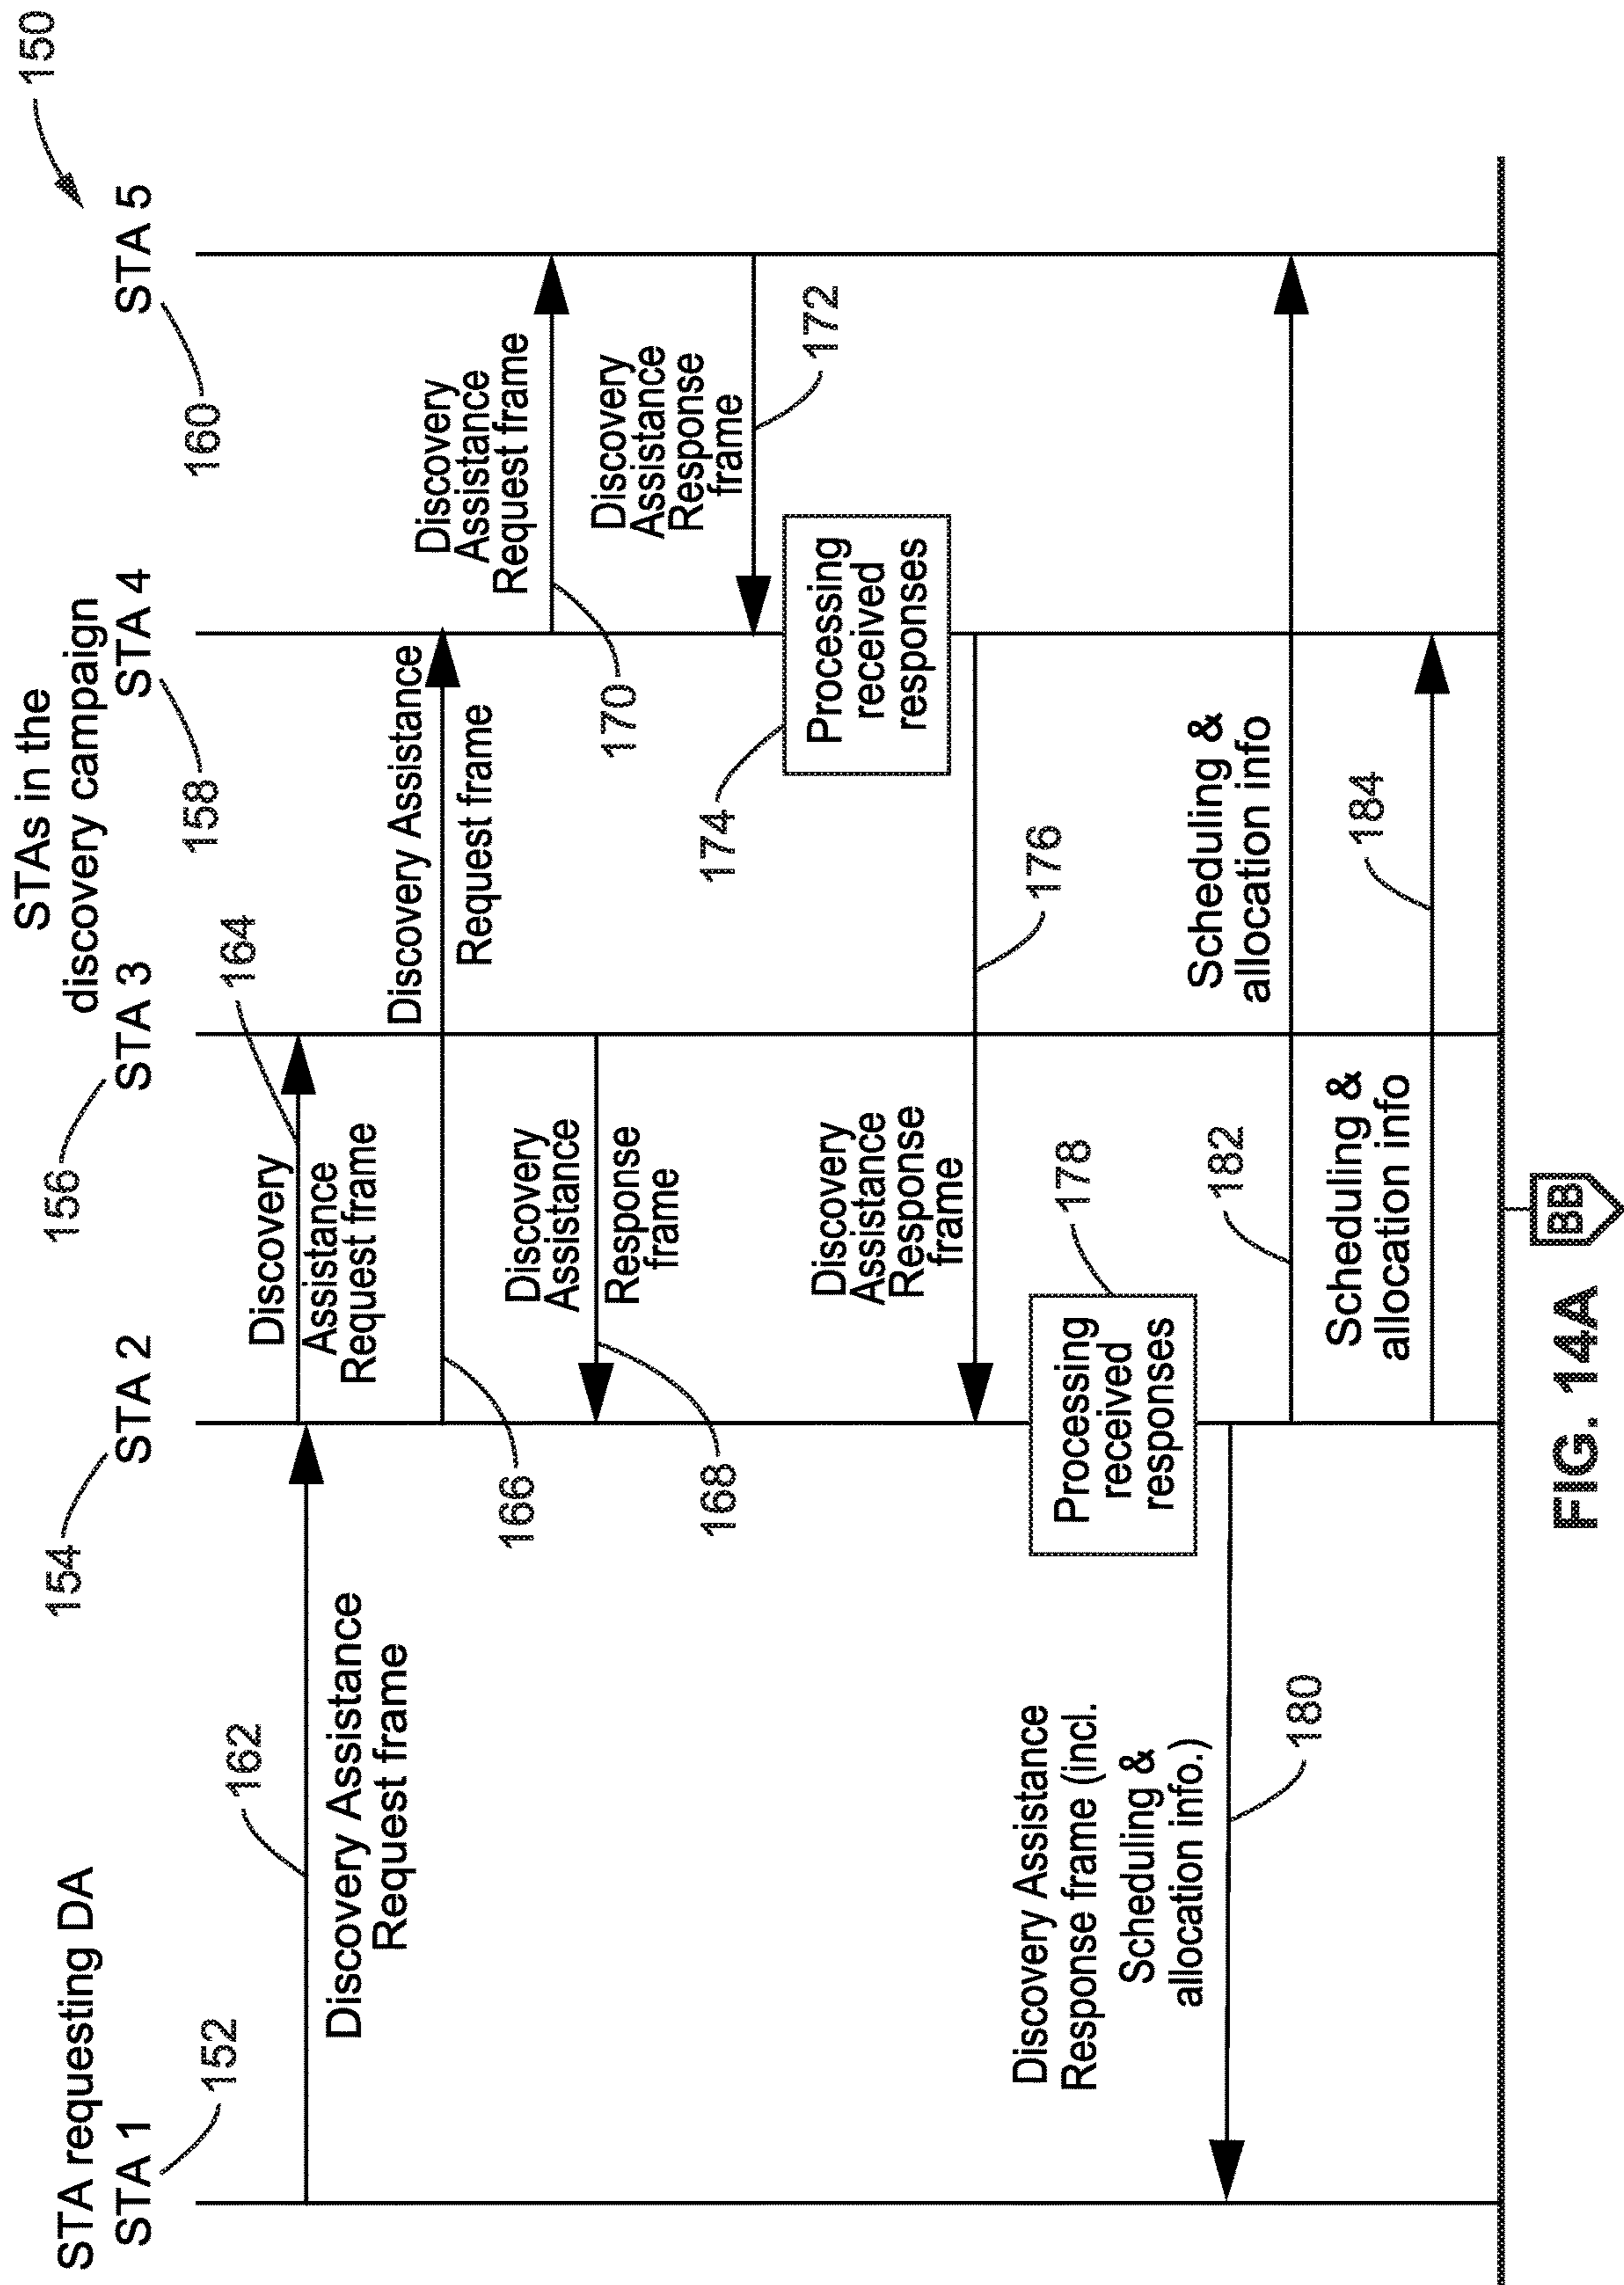 STA requesting DA
STA 1
152
154
STA 2
156
STA 3
STAs in the
discovery campaign
158
STA 4
160
STA 5
150
162
Discovery Assistance
Request frame
164
Discovery
Assistance
Request frame
166
Discovery Assistance
Request frame
170
Discovery
Assistance
Request frame
168
Discovery
Assistance
Response
frame
172
Discovery
Assistance
Response
frame
174
Processing
received
responses
176
Discovery
Assistance
Response
frame
178
Processing
received
responses
180
Discovery Assistance
Response frame (incl.
Scheduling &
allocation info.)
182
Scheduling &
allocation info
184
Scheduling &
allocation info
BB
FIG. 14A